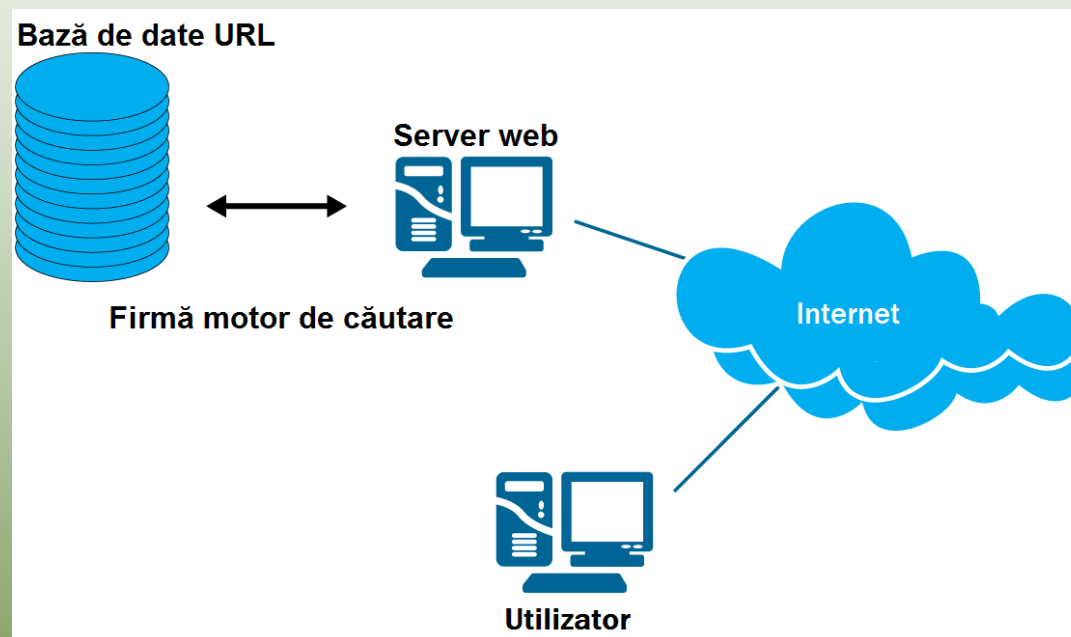 Bază de date URL
Server web
Firmă motor de căutare
Internet
Utilizator